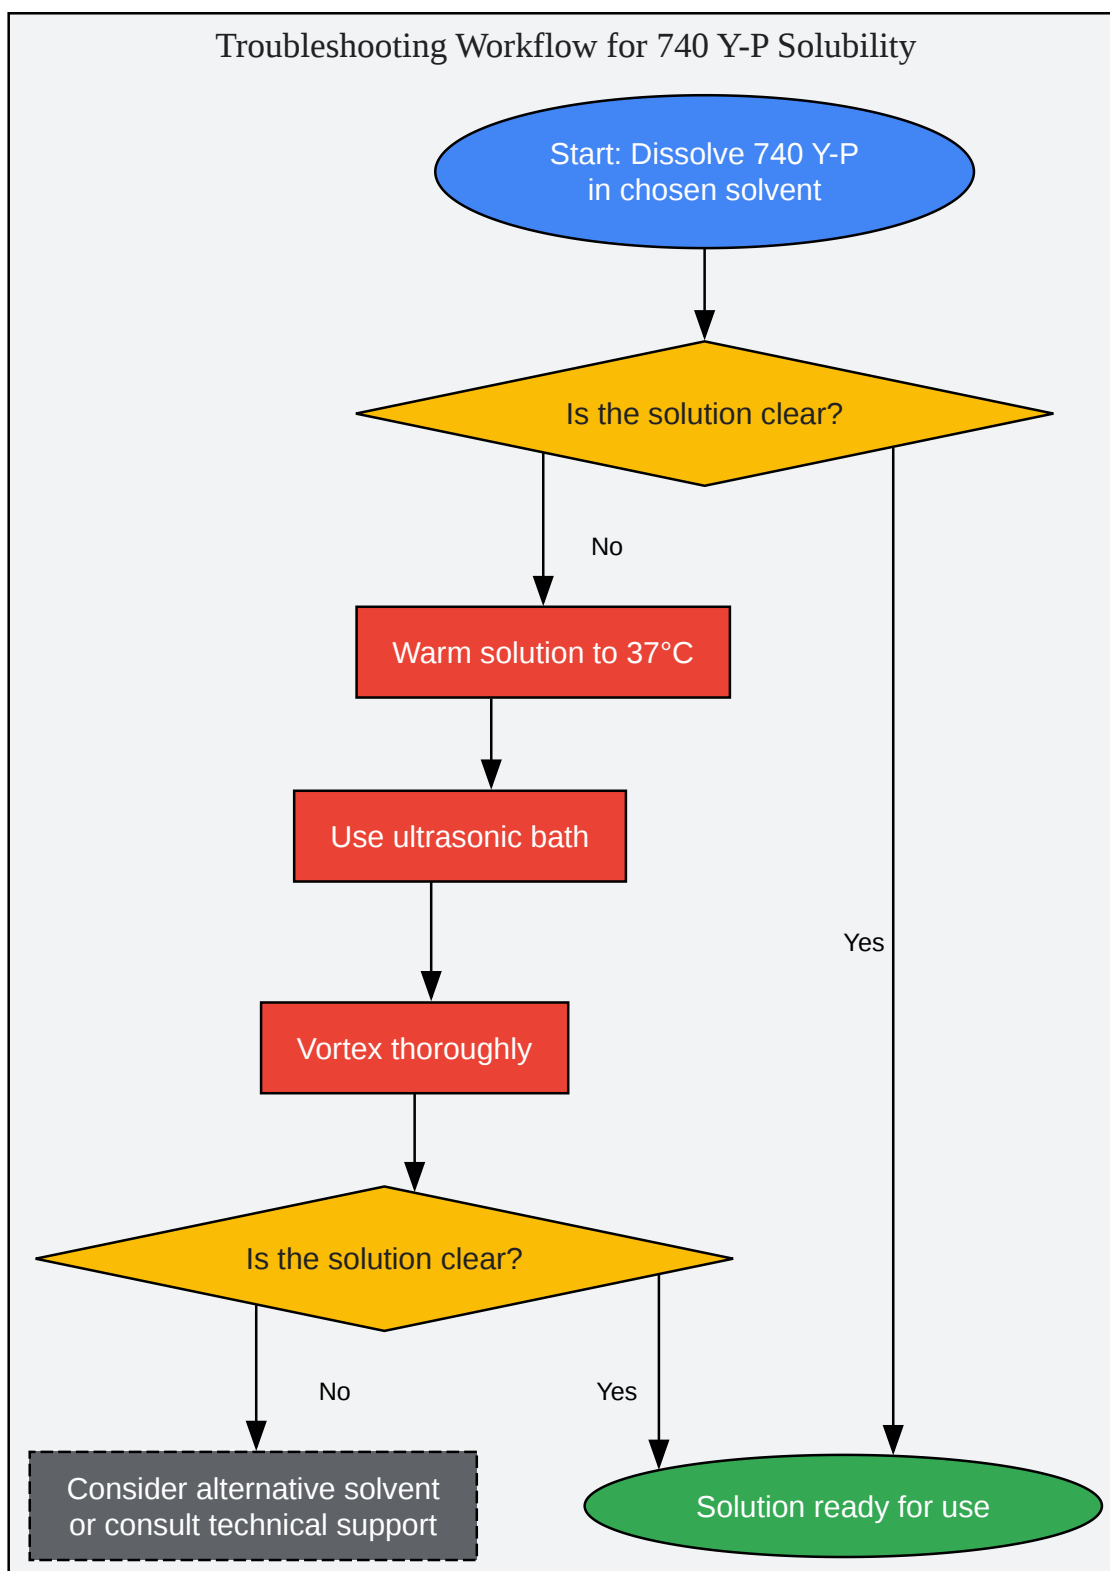 Troubleshooting Workflow for 740 Y-P Solubility
Start: Dissolve 740 Y-P
in chosen solvent
Is the solution clear?
No
Warm solution to 37°C
Use ultrasonic bath
Yes
Vortex thoroughly
Is the solution clear?
No
Yes
Consider alternative solvent
or consult technical support
Solution ready for use